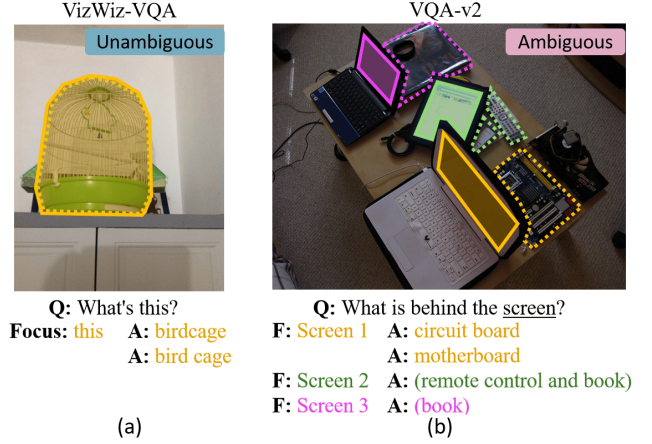 VizWiz-VQA
Unambiguous
Q: What's this?
Focus: this A: birdcage
A: bird cage
(a)
VQA-v2
Ambiguous
Q: What is behind the screen?
F: Screen 1 A: circuit board
A: motherboard
F: Screen 2 A: (remote control and book)
F: Screen 3 A: (book)
(b)